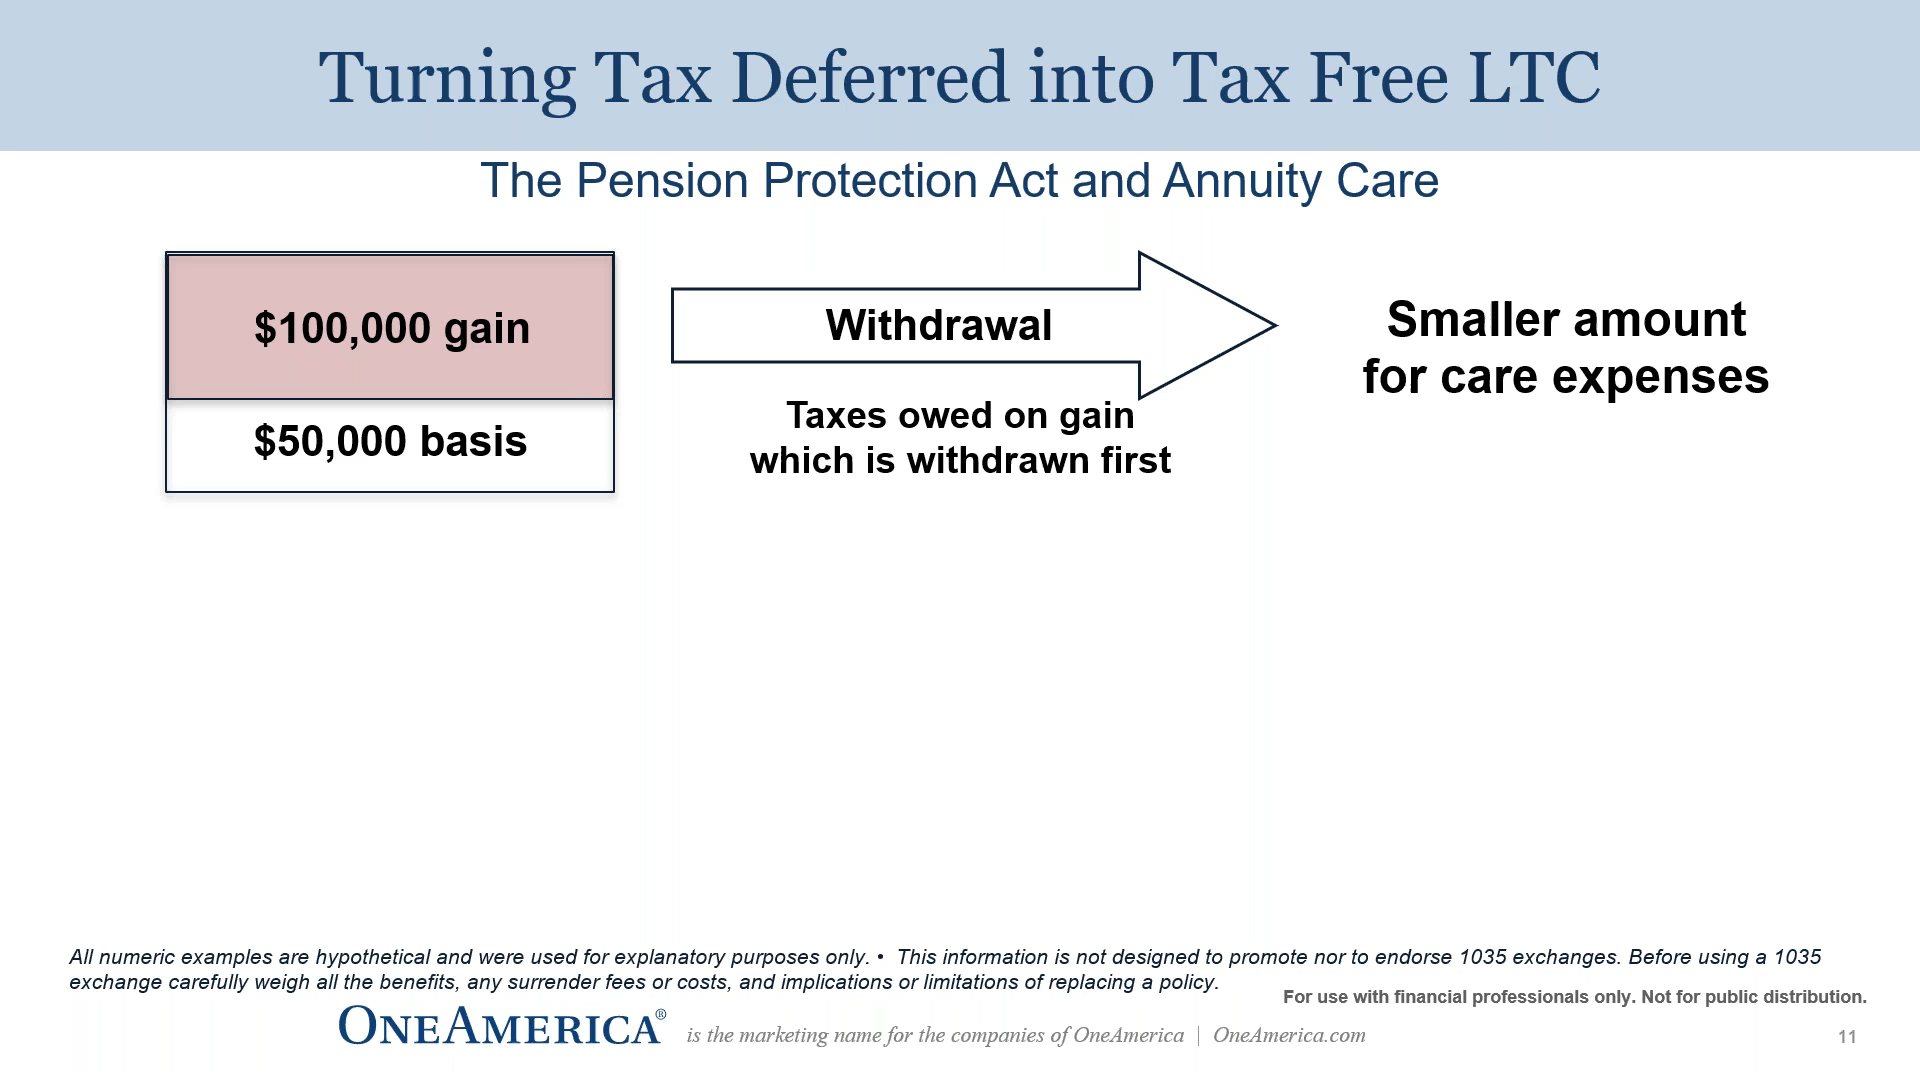 Turning Tax Deferred into Tax Free LTC
The Pension Protection Act and Annuity Care
$100,000 gain
$50,000 basis
Withdrawal
Taxes owed on gain
which is withdrawn first
Smaller amount
for care expenses
All numeric examples are hypothetical and were used for explanatory purposes only. • This information is not designed to promote nor to endorse 1035 exchanges. Before using a 1035
exchange carefully weigh all the benefits, any surrender fees or costs, and implications or limitations of replacing a policy.
For use with financial professionals only. Not for public distribution.
ONEAMERICA® is the marketing name for the companies of OneAmerica | OneAmerica.com
11